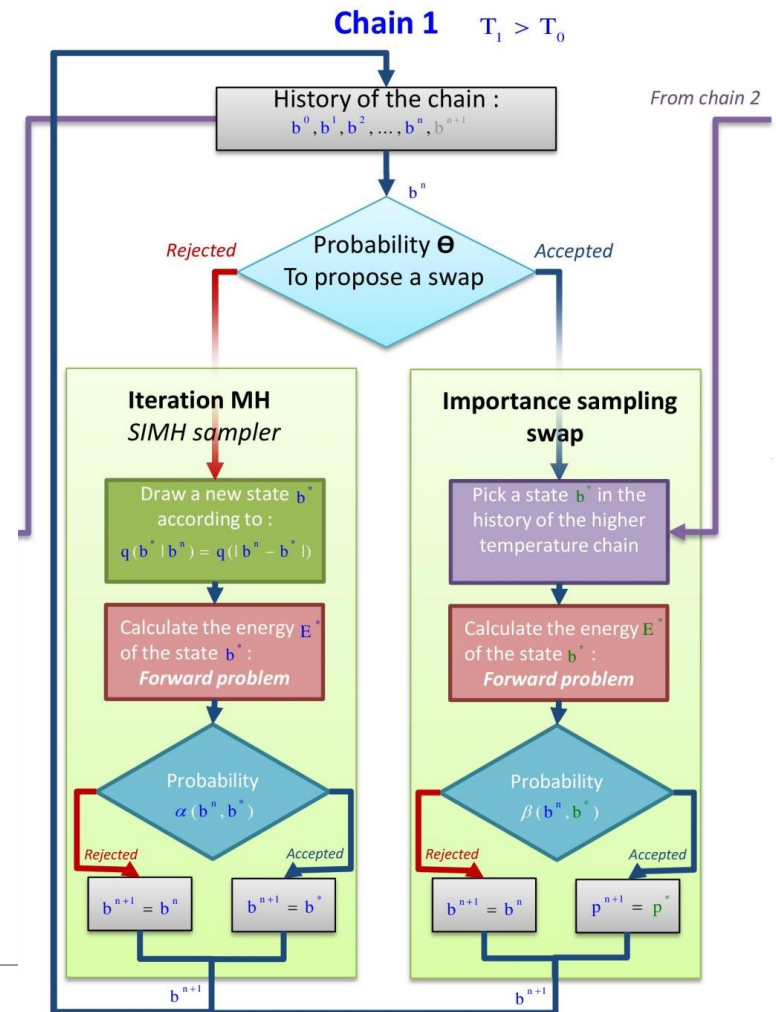 Chain 1 T₁ > T₀
History of the chain :
b⁰, b¹, b², ..., bⁿ, bⁿ⁺¹
From chain 2
bⁿ
Rejected
Probability ϴ
To propose a swap
Accepted
Iteration MH
SIMH sampler
Draw a new state b*
according to :
q(b* | bⁿ) = q(| bⁿ − b* |)
Calculate the energy E*
of the state b* :
Forward problem
Probability
α(bⁿ, b*)
Rejected
Accepted
bⁿ⁺¹ = bⁿ
bⁿ⁺¹ = b*
bⁿ⁺¹
Importance sampling
swap
Pick a state b* in the
history of the higher
temperature chain
Calculate the energy E*
of the state b* :
Forward problem
Probability
β(bⁿ, b*)
Rejected
Accepted
bⁿ⁺¹ = bⁿ
pⁿ⁺¹ = p*
bⁿ⁺¹